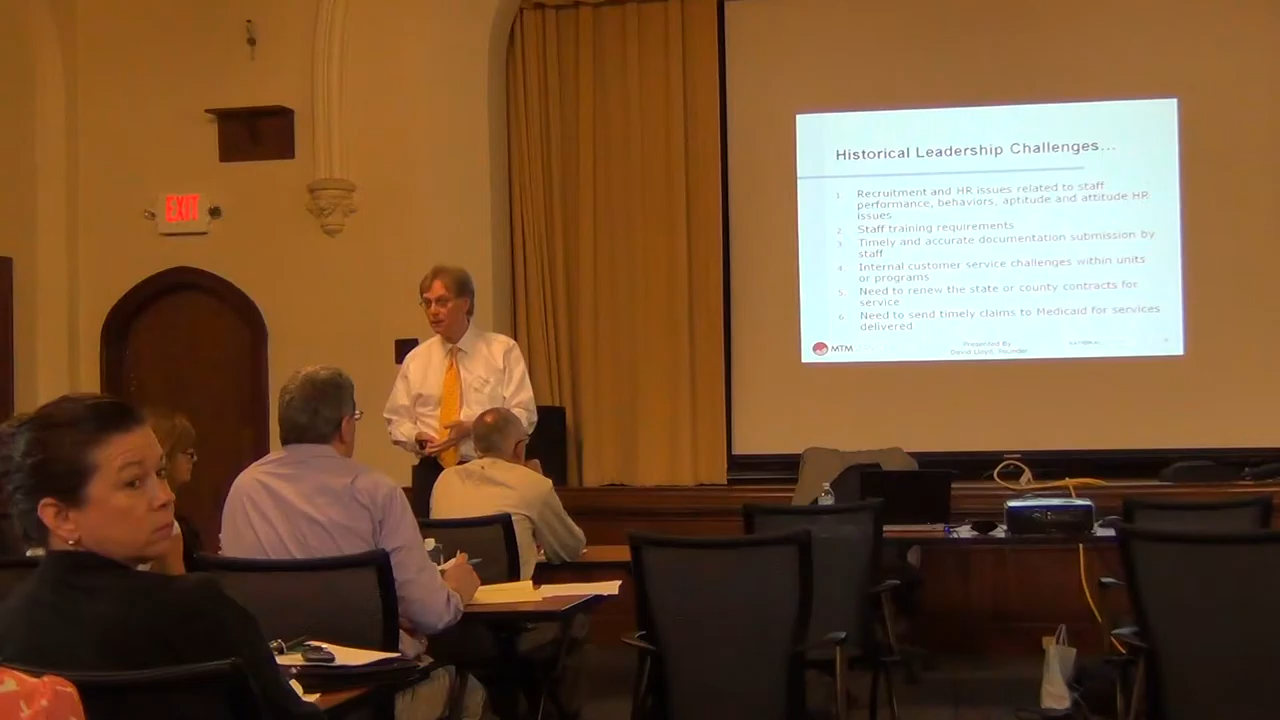 EXIT
Historical Leadership Challenges...
1. Recruitment and HR issues related to staff
performance, behaviors, aptitude and attitude HR
issues
2. Staff training requirements
3. Timely and accurate documentation submission by
staff
4. Internal customer service challenges within units
or programs
5. Need to renew the state or county contracts for
service
6. Need to send timely claims to Medicaid for services
delivered
MTM
Presented By
David Lloyd, Founder